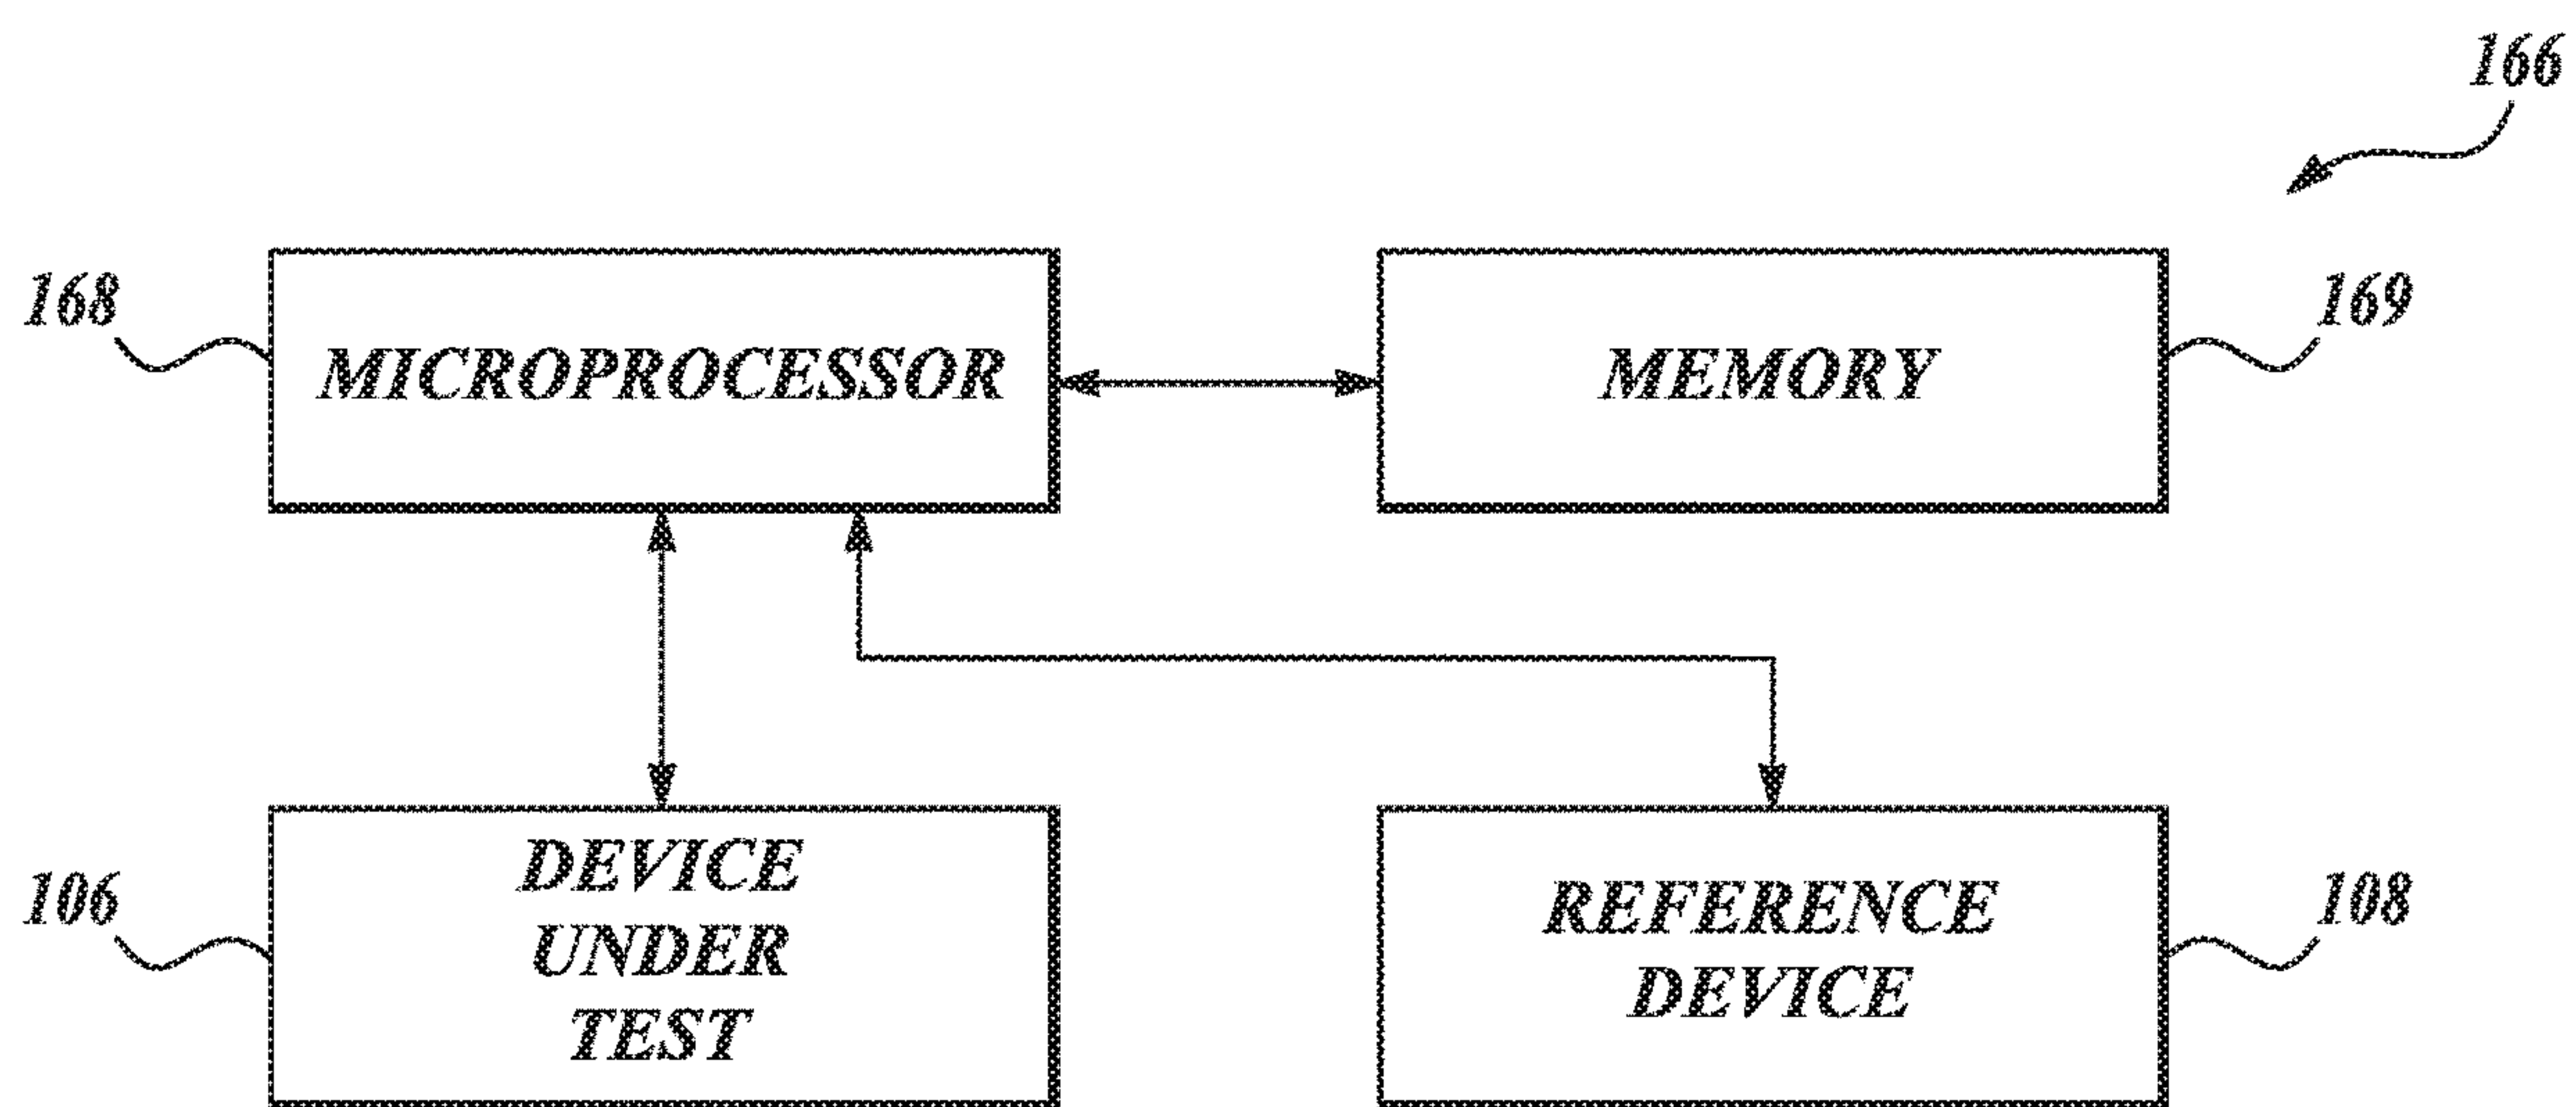 166
168
MICROPROCESSOR
MEMORY
169
106
DEVICE
UNDER
TEST
REFERENCE
DEVICE
108